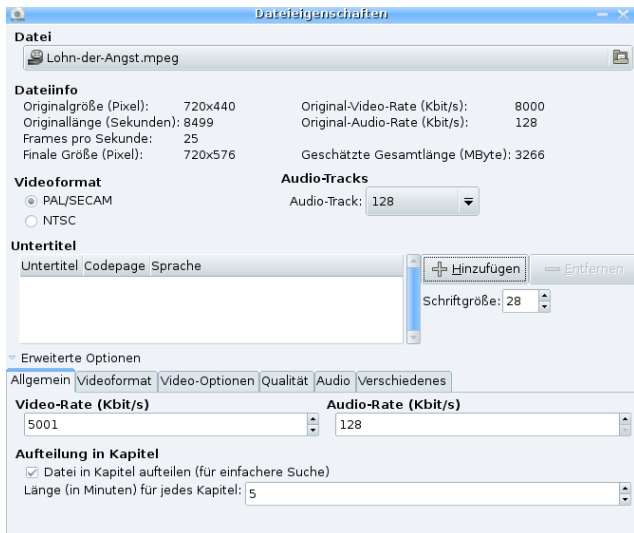 Dateieigenschaften
Datei
Lohn-der-Angst.mpeg
Dateiinfo
Originalgröße (Pixel): 720x440 Original-Video-Rate (Kbit/s): 8000
Originallänge (Sekunden): 8499 Original-Audio-Rate (Kbit/s): 128
Frames pro Sekunde: 25
Finale Größe (Pixel): 720x576 Geschätzte Gesamtlänge (MByte): 3266
Videoformat
PAL/SECAM
NTSC
Audio-Tracks
Audio-Track: 128
Untertitel
Untertitel Codepage Sprache
Hinzufügen Entfernen
Schriftgröße: 28
Erweiterte Optionen
Allgemein Videoformat Video-Optionen Qualität Audio Verschiedenes
Video-Rate (Kbit/s) Audio-Rate (Kbit/s)
5001 128
Aufteilung in Kapitel
Datei in Kapitel aufteilen (für einfachere Suche)
Länge (in Minuten) für jedes Kapitel: 5